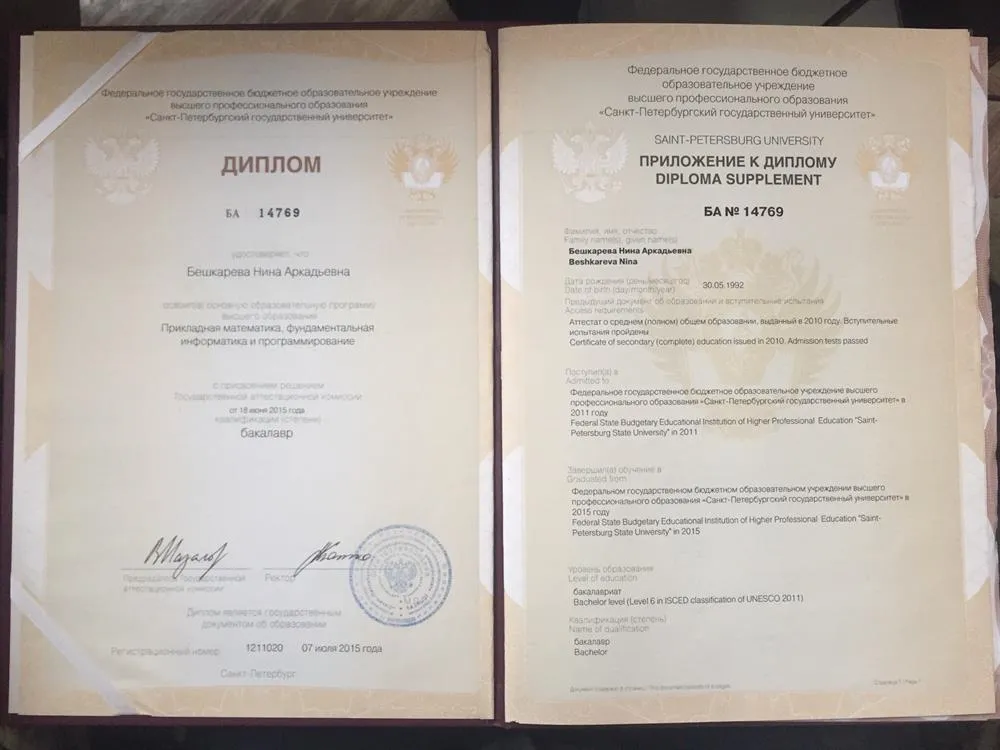 Федеральное государственное бюджетное образовательное учреждение
высшего профессионального образования
«Санкт-Петербургский государственный университет»
ДИПЛОМ
БА 14769
удостоверяет, что
Бешкарева Нина Аркадьевна
освоил(а) основную образовательную программу
высшего образования
Прикладная математика, фундаментальная
информатика и программирование
с присвоением решением
Государственной аттестационной комиссии
от 18 июня 2015 года
квалификации (степени)
бакалавр
Председатель Государственной
аттестационной комиссии
Ректор
Диплом является государственным
документом об образовании
Регистрационный номер 1211020 07 июля 2015 года
Санкт-Петербург
Федеральное государственное бюджетное
образовательное учреждение
высшего профессионального образования
«Санкт-Петербургский государственный университет»
SAINT-PETERSBURG UNIVERSITY
ПРИЛОЖЕНИЕ К ДИПЛОМУ
DIPLOMA SUPPLEMENT
БА № 14769
Фамилия, имя, отчество
Family name(s), given name(s)
Бешкарева Нина Аркадьевна
Beshkareva Nina
Дата рождения (день/месяц/год)
Date of birth (day/month/year)
30.05.1992
Предыдущий документ об образовании и вступительные испытания
Access requirements
Аттестат о среднем (полном) общем образовании, выданный в 2010 году. Вступительные
испытания пройдены
Certificate of secondary (complete) education issued in 2010. Admission tests passed
Поступил(а) в
Admitted to
Федеральное государственное бюджетное образовательное учреждение высшего
профессионального образования «Санкт-Петербургский государственный университет» в
2011 году
Federal State Budgetary Educational Institution of Higher Professional Education "Saint-
Petersburg State University" in 2011
Завершил(а) обучение в
Graduated from
Федеральном государственном бюджетном образовательном учреждении высшего
профессионального образования «Санкт-Петербургский государственный университет» в
2015 году
Federal State Budgetary Educational Institution of Higher Professional Education "Saint-
Petersburg State University" in 2015
Уровень образования
Level of education
бакалавриат
Bachelor level (Level 6 in ISCED classification of UNESCO 2011)
Квалификация (степень)
Name of qualification
бакалавр
Bachelor